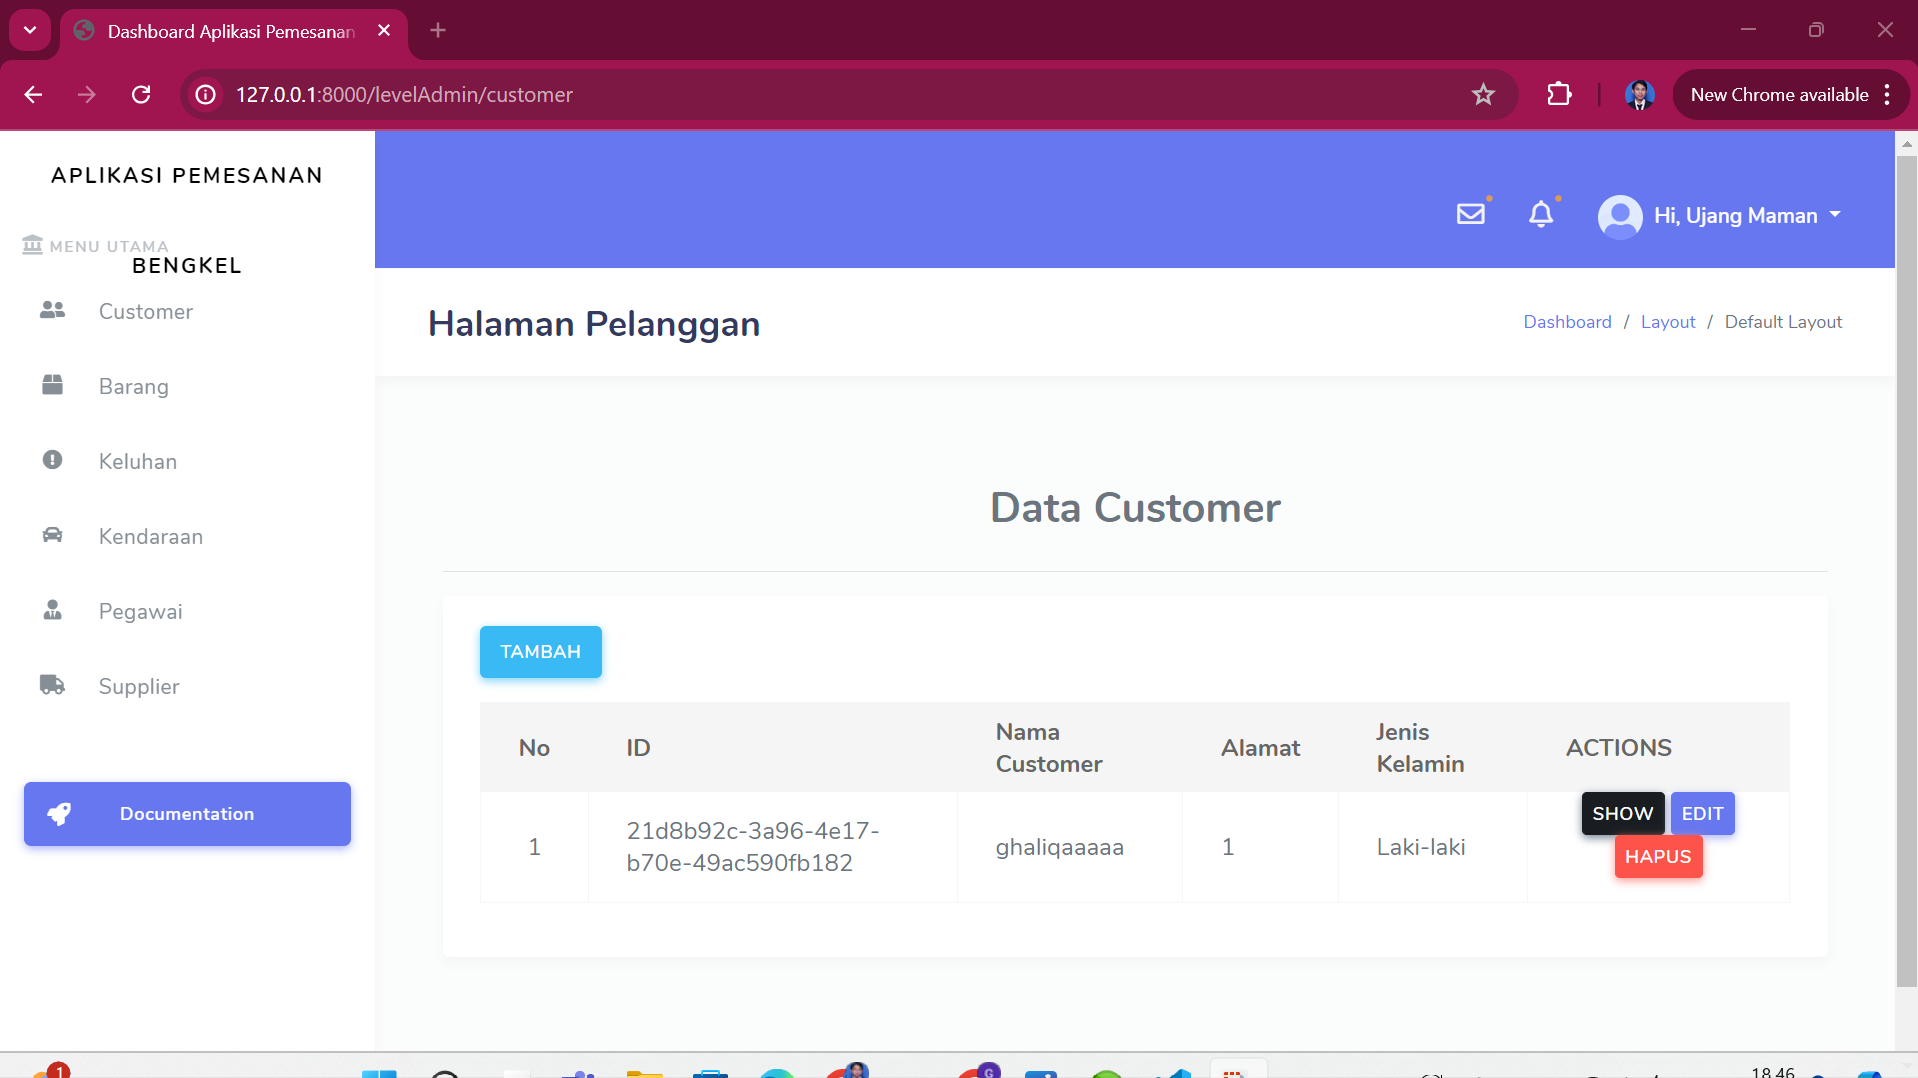 Dashboard Aplikasi Pemesanan
127.0.0.1:8000/levelAdmin/customer
New Chrome available
APLIKASI PEMESANAN
MENU UTAMA
BENGKEL
Customer
Barang
Keluhan
Kendaraan
Pegawai
Supplier
Documentation
Hi, Ujang Maman
Halaman Pelanggan
Dashboard / Layout / Default Layout
Data Customer
TAMBAH
No ID Nama Customer Alamat Jenis Kelamin ACTIONS
1 21d8b92c-3a96-4e17-b70e-49ac590fb182 ghaliqaaaaa 1 Laki-laki SHOW EDIT
HAPUS
1
G
18.46